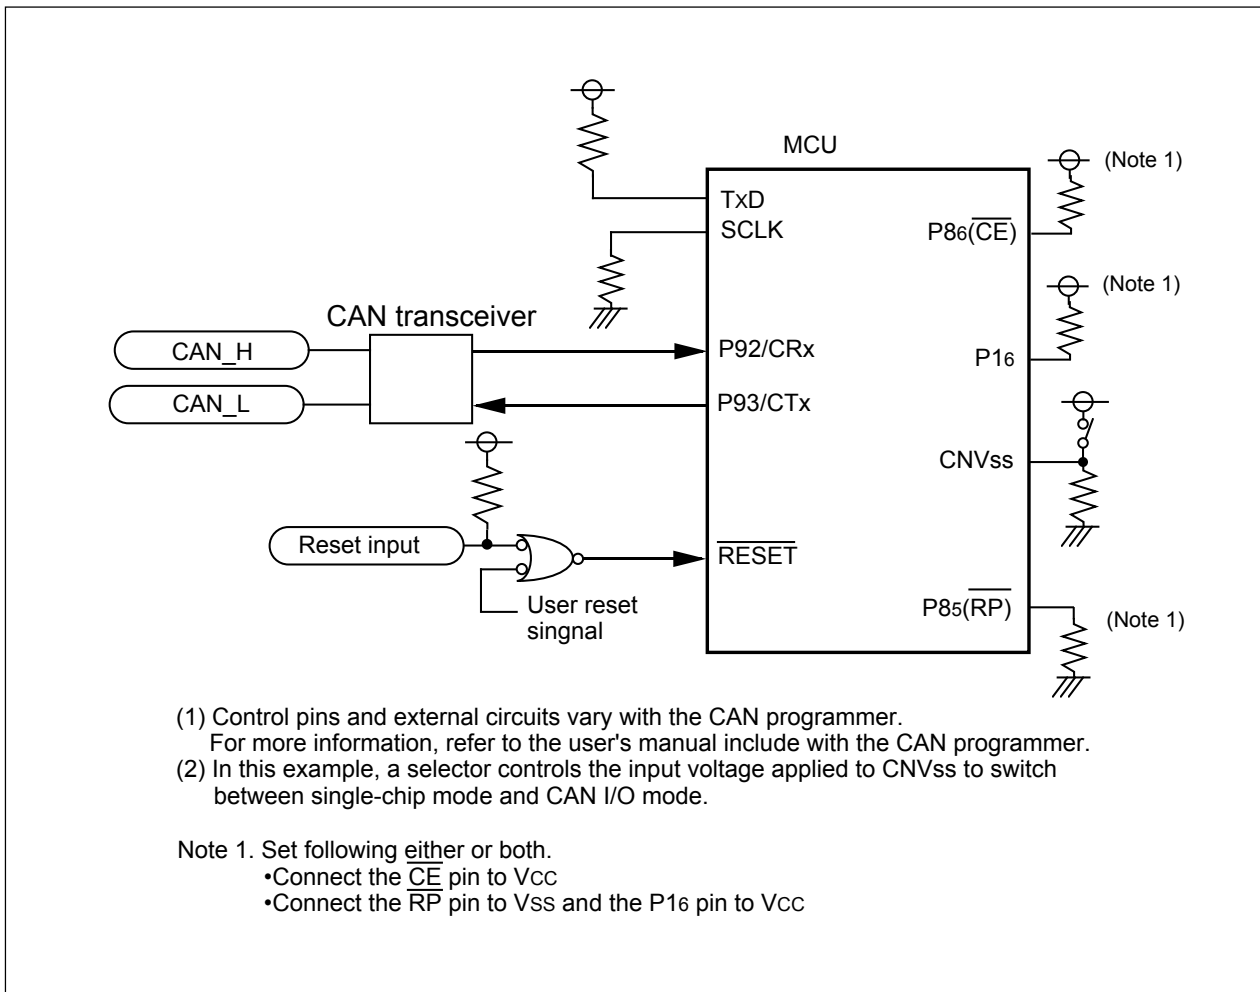 MCU
(Note 1)
TxD
SCLK
P86(CE)
(Note 1)
CAN transceiver
CAN_H
P92/CRx
P16
CAN_L
P93/CTx
CNVss
Reset input
RESET
User reset
singnal
P85(RP)
(Note 1)
(1) Control pins and external circuits vary with the CAN programmer.
For more information, refer to the user's manual include with the CAN programmer.
(2) In this example, a selector controls the input voltage applied to CNVss to switch
between single-chip mode and CAN I/O mode.
Note 1. Set following either or both.
•Connect the CE pin to VCC
•Connect the RP pin to VSS and the P16 pin to VCC